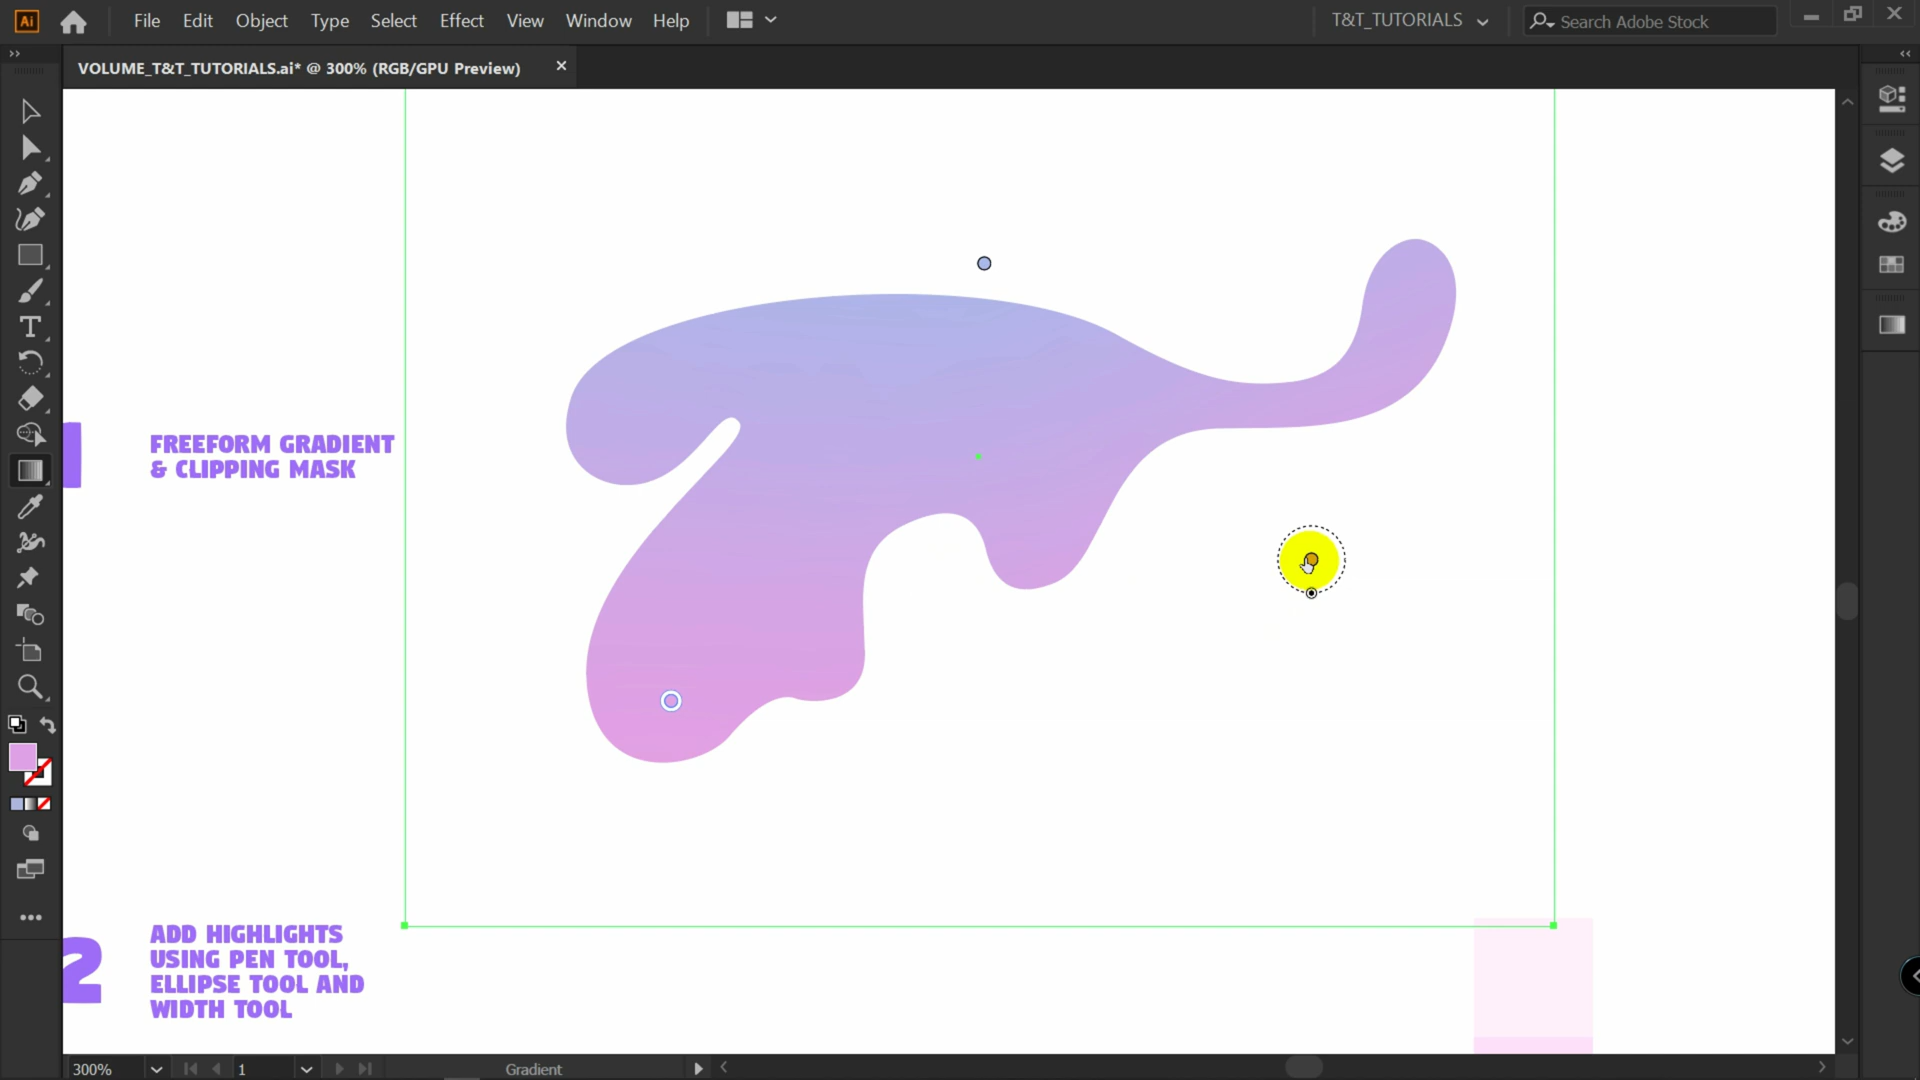 Ai
File Edit Object Type Select Effect View Window Help
T&T_TUTORIALS
Search Adobe Stock
VOLUME_T&T_TUTORIALS.ai* @ 300% (RGB/GPU Preview)
1
FREEFORM GRADIENT
& CLIPPING MASK
2
ADD HIGHLIGHTS
USING PEN TOOL,
ELLIPSE TOOL AND
WIDTH TOOL
300%
1
Gradient